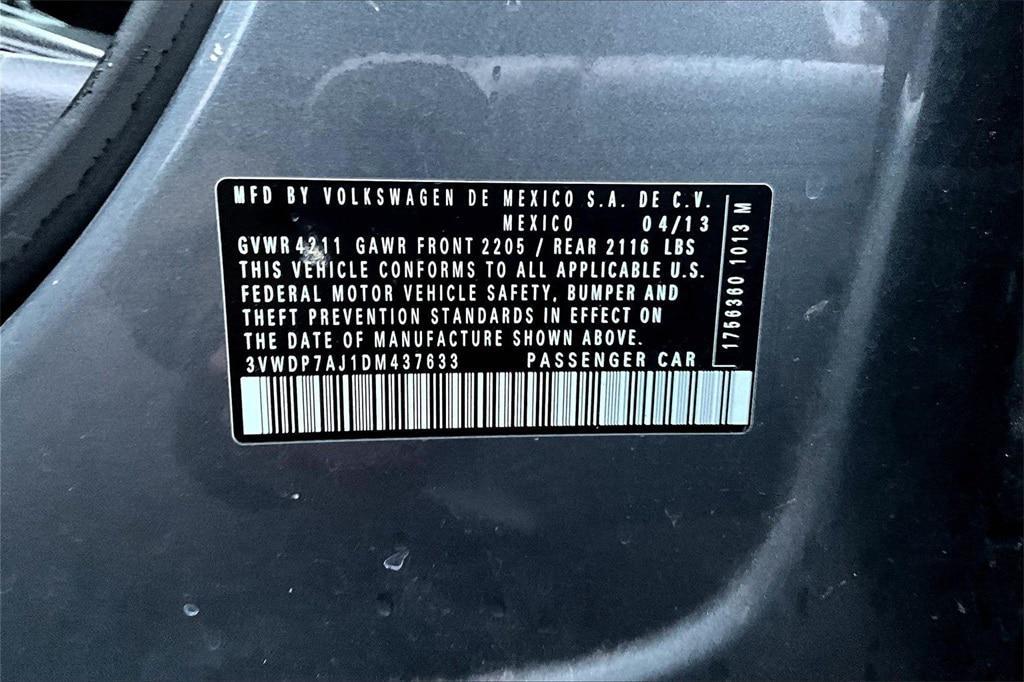 MFD BY VOLKSWAGEN DE MEXICO S.A. DE C.V.
MEXICO 04/13
GVWR 4211 GAWR FRONT 2205 / REAR 2116 LBS
THIS VEHICLE CONFORMS TO ALL APPLICABLE U.S.
FEDERAL MOTOR VEHICLE SAFETY, BUMPER AND
THEFT PREVENTION STANDARDS IN EFFECT ON
THE DATE OF MANUFACTURE SHOWN ABOVE.
3VWDP7AJ1DM437633 PASSENGER CAR
1756360 1013 M